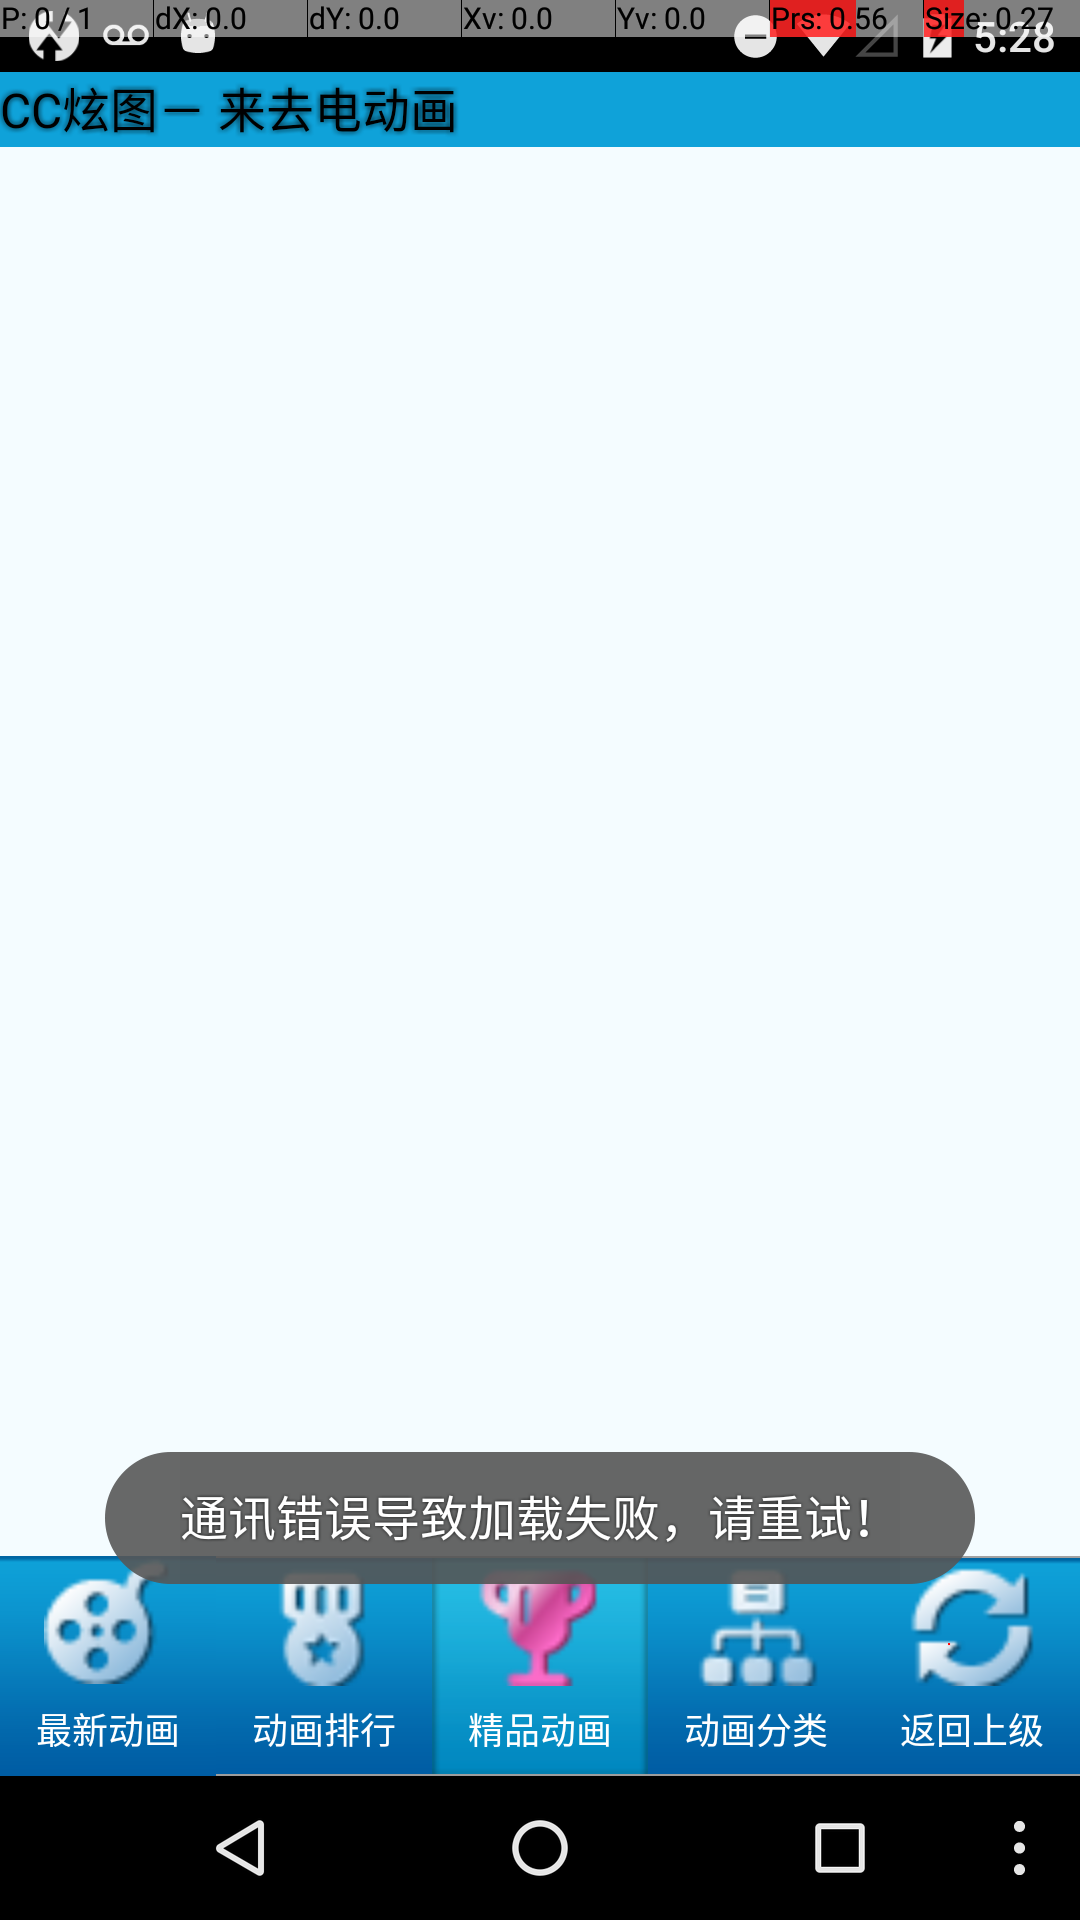 P: 0 / 1 dX: 0.0 dY: 0.0 Xv: 0.0 Yv: 0.0 Prs: 0.56 Size: 0.27
5:28
CC炫图－ 来去电动画
通讯错误导致加载失败，请重试！
最新动画 动画排行 精品动画 动画分类 返回上级